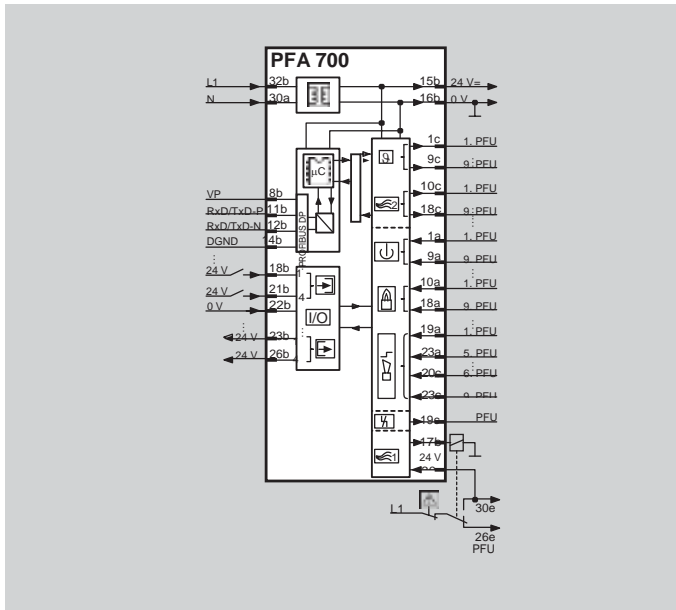 PFA 700
L1 32b 15b 24 V=
N 30a 16b 0 V
1c 1. PFU
9c 9. PFU
µC
10c 1. PFU
VP 8b
18c 9. PFU
RxD/TxD-P 11b
RxD/TxD-N 12b
DGND 14b
PROFIBUS DP
1a 1. PFU
9a 9. PFU
24 V 18b 1
10a 1. PFU
24 V 21b 4
18a 9. PFU
0 V 22b
I/O
19a 1. PFU
24 V 23b
23a 5. PFU
24 V 26b
20c 6. PFU
23c 9. PFU
19c PFU
17b
24 V
1
2
L1
30e
26e
PFU